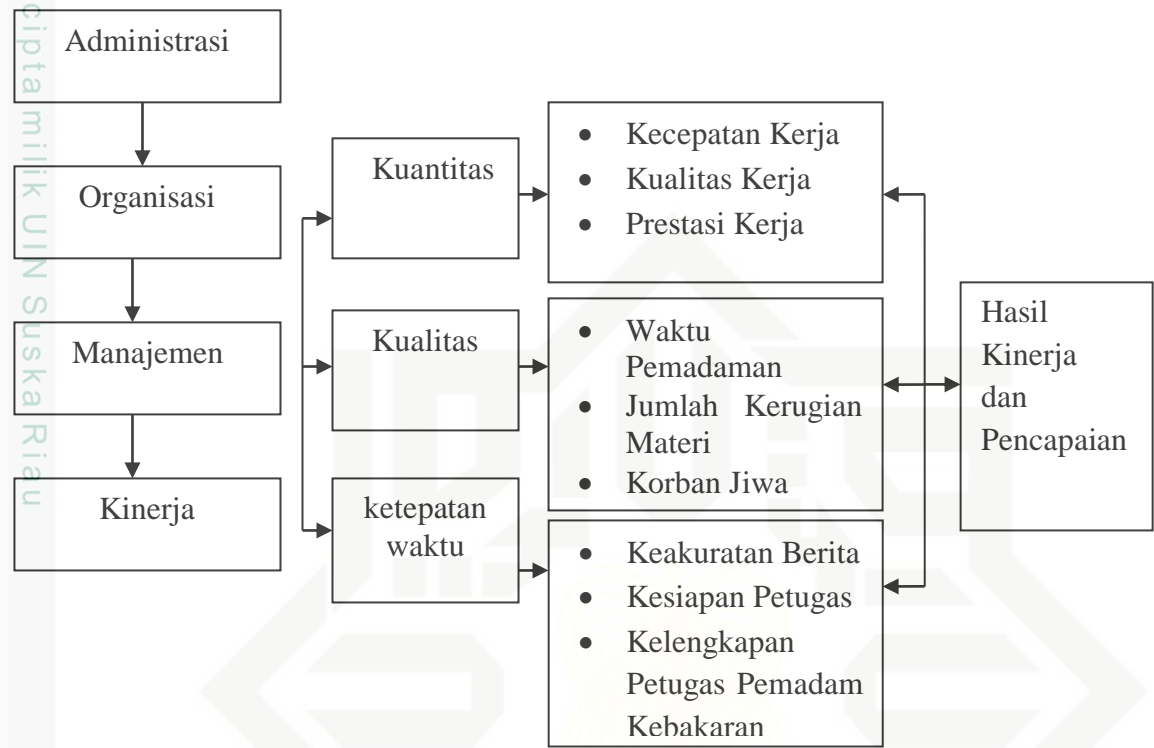 Administrasi
Organisasi
Manajemen
Kinerja
Kuantitas
Kualitas
ketepatan
waktu
• Kecepatan Kerja
• Kualitas Kerja
• Prestasi Kerja
• Waktu
Pemadaman
• Jumlah Kerugian
Materi
• Korban Jiwa
• Keakuratan Berita
• Kesiapan Petugas
• Kelengkapan
Petugas Pemadam
Kebakaran
Hasil
Kinerja
dan
Pencapaian
cipta milik UIN Suska Riau